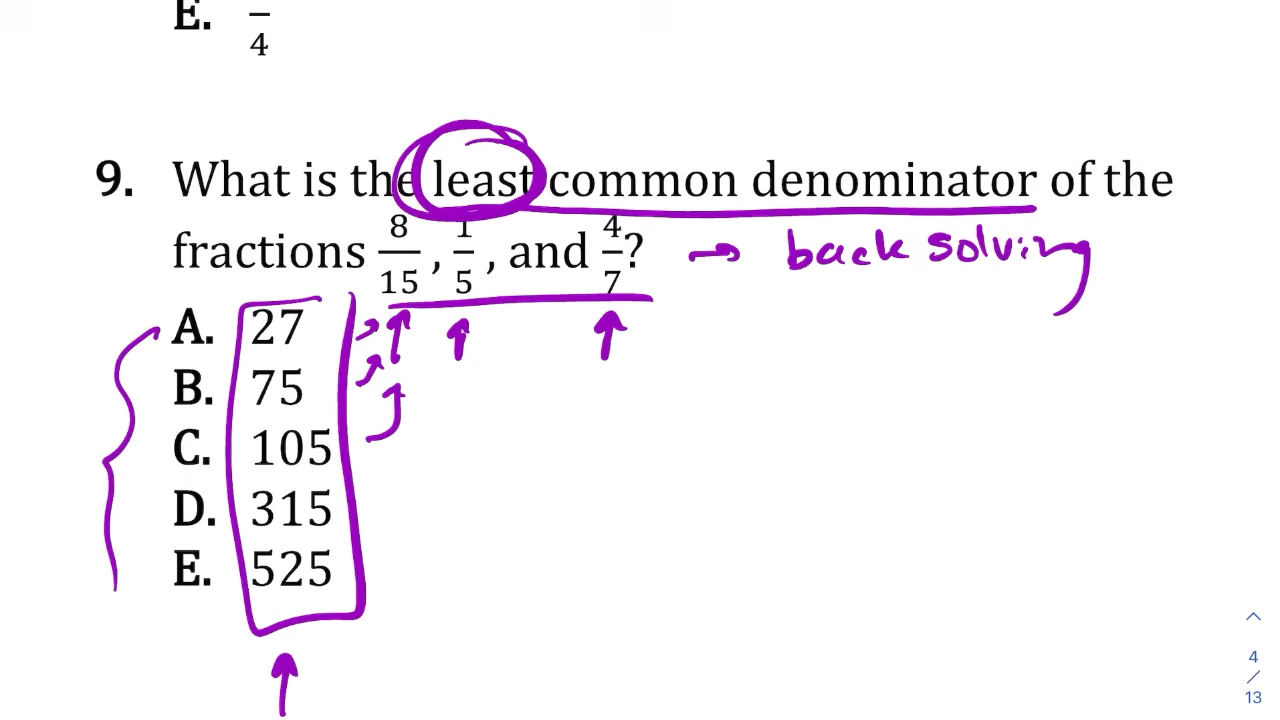 E. — 4
9. What is the least common denominator of the
fractions 8/15, 1/5, and 4/7? → back solving
A. 27
B. 75
C. 105
D. 315
E. 525
4
/
13